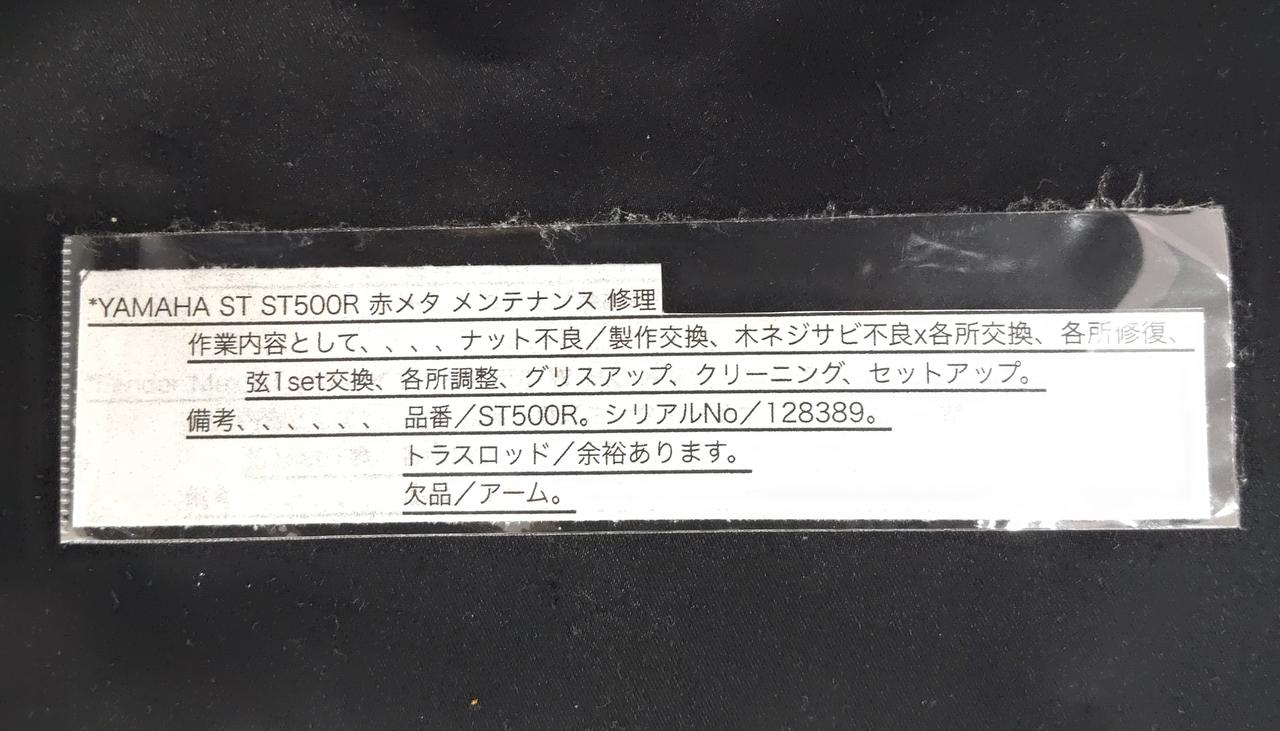 *YAMAHA ST ST500R 赤メタ メンテナンス 修理
作業内容として、、、、ナット不良／製作交換、木ネジサビ不良x各所交換、各所修復、
弦1set交換、各所調整、グリスアップ、クリーニング、セットアップ。
備考、、、、、、 品番／ST500R。シリアルNo／128389。
トラスロッド／余裕あります。
欠品／アーム。